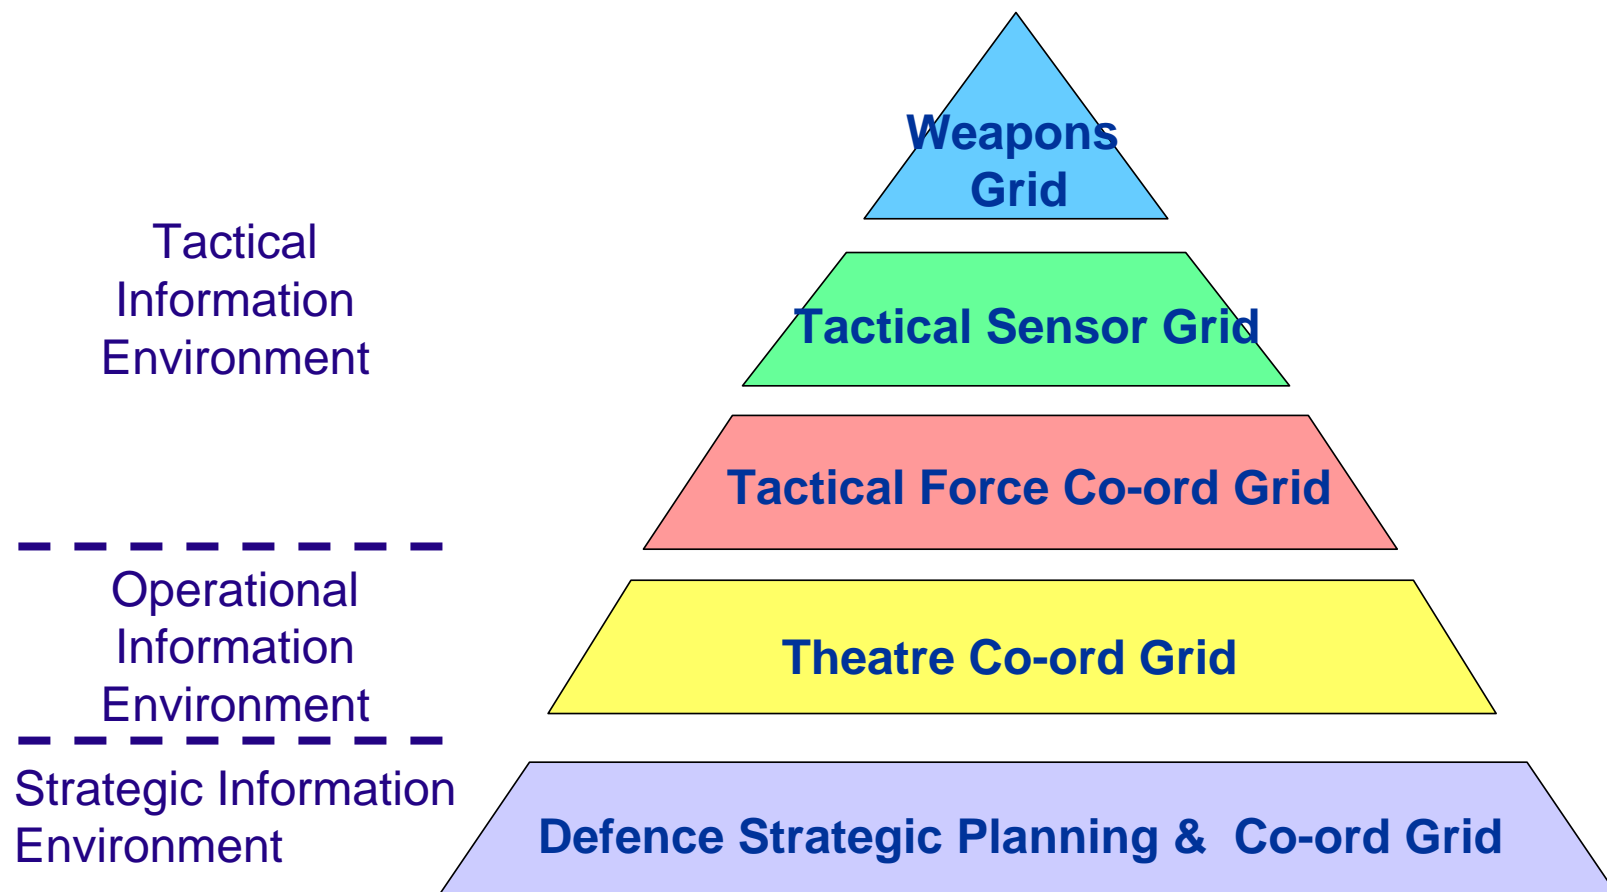 Weapons
Grid
Tactical
Information
Environment
Tactical Sensor Grid
Tactical Force Co-ord Grid
Operational
Information
Environment
Theatre Co-ord Grid
Strategic Information
Environment
Defence Strategic Planning &  Co-ord Grid